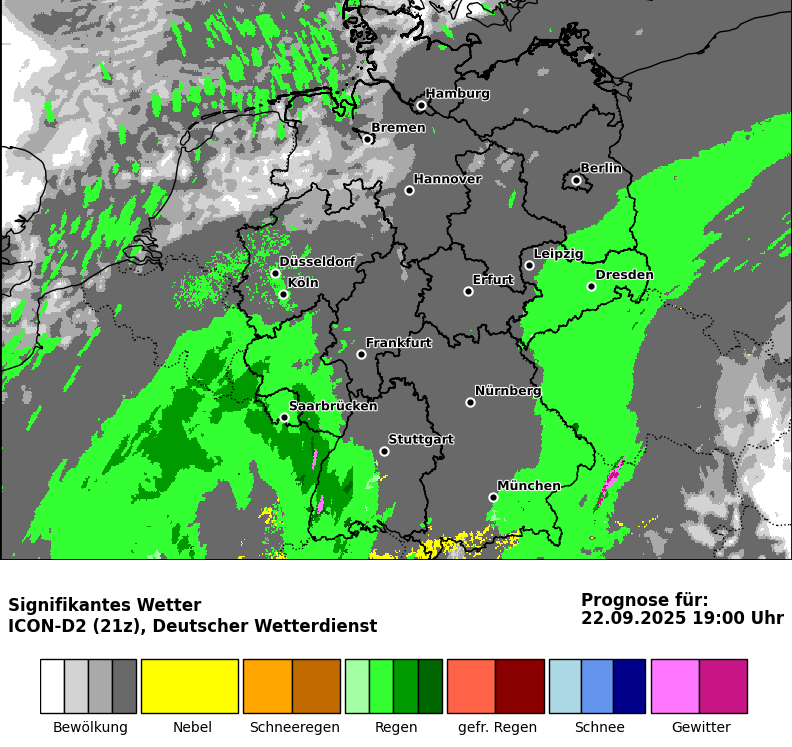 Hamburg
Bremen
Berlin
Hannover
Leipzig
Düsseldorf
Dresden
Köln
Erfurt
Frankfurt
Nürnberg
Saarbrücken
Stuttgart
München
Signifikantes Wetter
ICON-D2 (21z), Deutscher Wetterdienst
Prognose für:
22.09.2025 19:00 Uhr
Bewölkung Nebel Schneeregen Regen gefr. Regen Schnee Gewitter